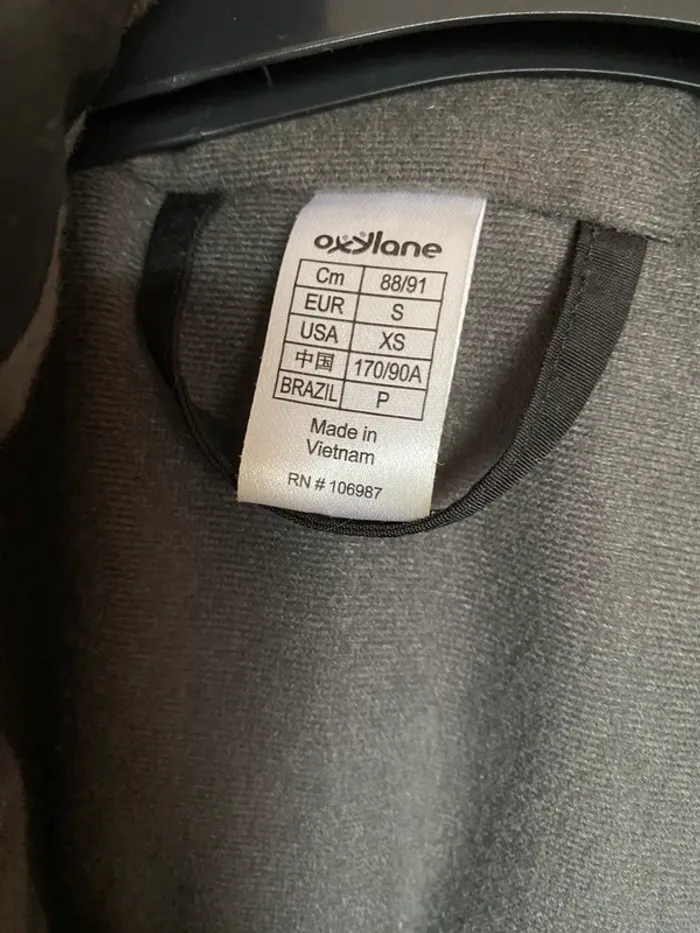 oxylane
Cm 88/91
EUR S
USA XS
中国 170/90A
BRAZIL P
Made in
Vietnam
RN # 106987